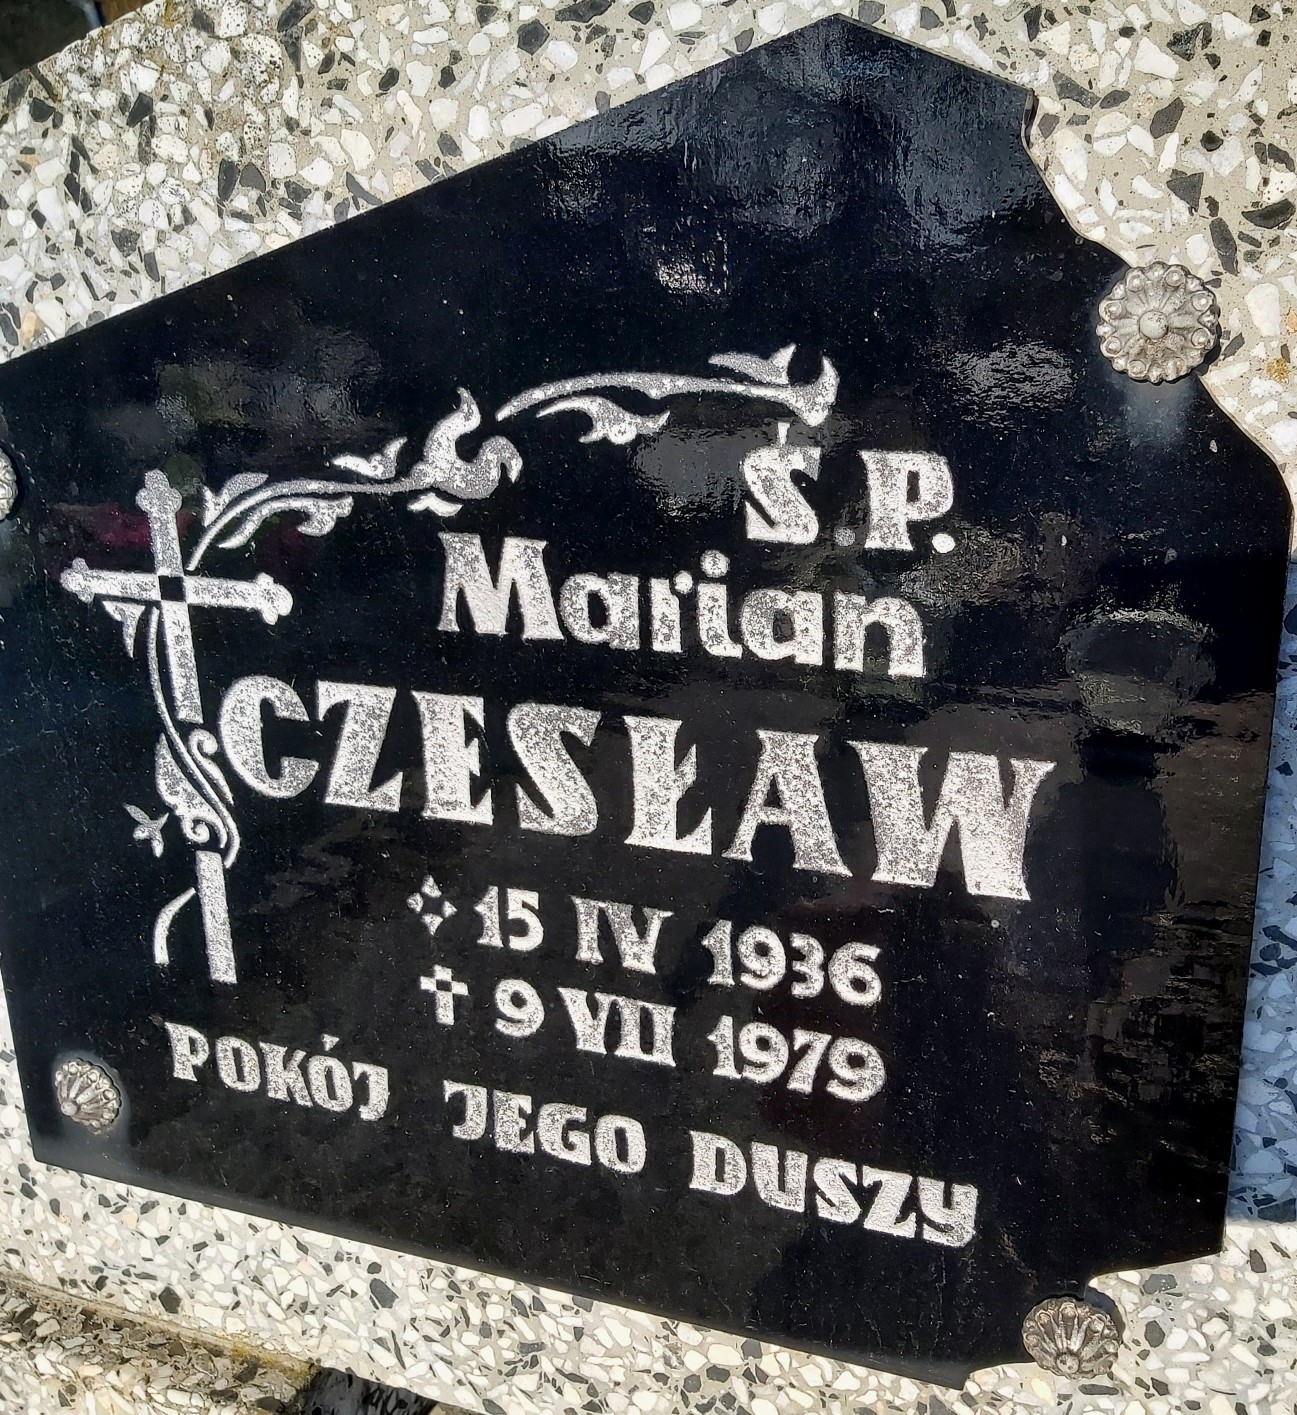 Ś.P.
Marian
CZESŁAW
15 IV 1936
9 VII 1979
POKÓJ JEGO DUSZY